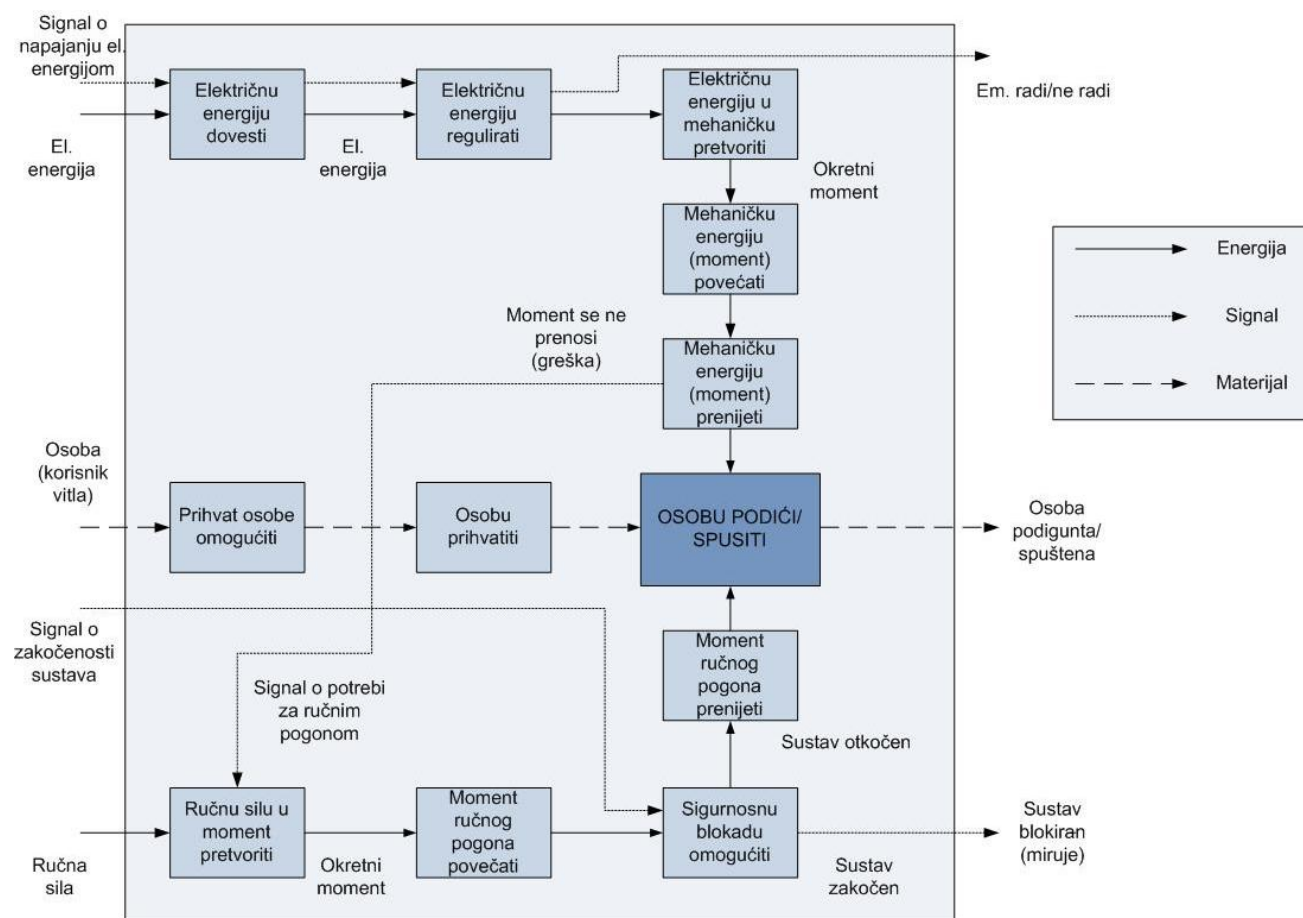 Signal o
napajanju el.
energijom
Električnu
energiju
dovesti
Električnu
energiju
regulirati
Električnu
energiju u
mehaničku
pretvoriti
Em. radi/ne radi
El.
energija
El.
energija
Okretni
moment
Mehaničku
energiju
(moment)
povećati
Energija
Signal
Materijal
Moment se ne
prenosi
(greška)
Mehaničku
energiju
(moment)
prenijeti
Osoba
(korisnik
vitla)
Prihvat osobe
omogućiti
Osobu
prihvatiti
OSOBU PODIĆI/
SPUSITI
Osoba
podigunta/
spuštena
Signal o
zakočenosti
sustava
Signal o potrebi
za ručnim
pogonom
Moment
ručnog
pogona
prenijeti
Sustav otkočen
Ručnu silu u
moment
pretvoriti
Moment
ručnog
pogona
povečati
Sigurnosnu
blokadu
omogućiti
Sustav
blokiran
(miruje)
Ručna
sila
Okretni
moment
Sustav
zakočen